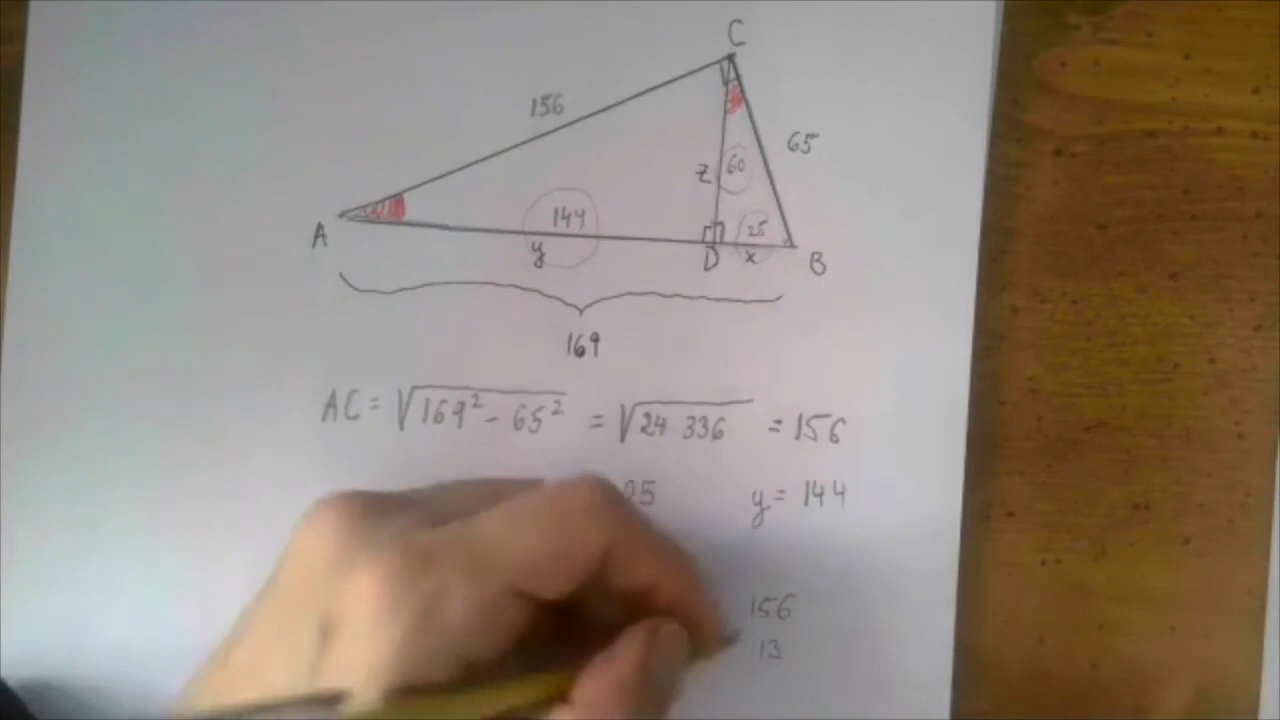 C
156
65
z 60
144
25
A
y
D
x
B
169
AC = √169² - 65² = √24 336 = 156
25 y = 144
156
13